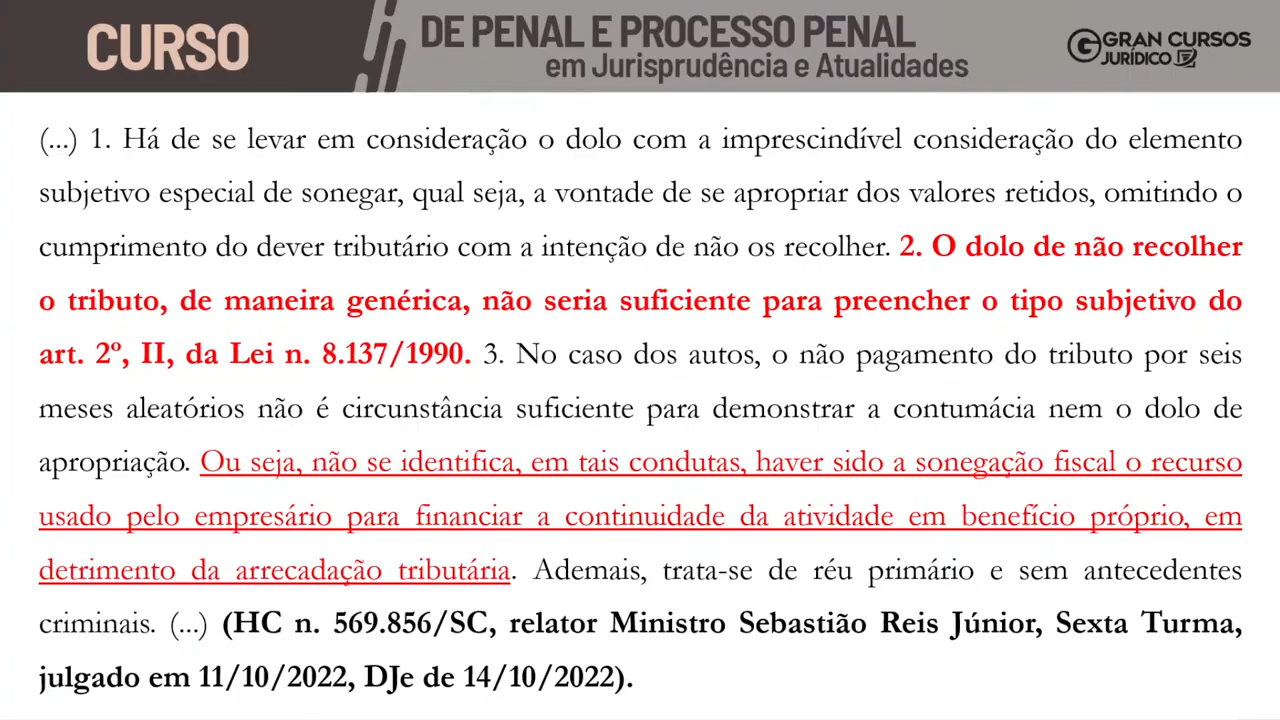 CURSO
DE PENAL E PROCESSO PENAL
em Jurisprudência e Atualidades
GRAN CURSOS
JURÍDICO
(...) 1. Há de se levar em consideração o dolo com a imprescindível consideração do elemento
subjetivo especial de sonegar, qual seja, a vontade de se apropriar dos valores retidos, omitindo o
cumprimento do dever tributário com a intenção de não os recolher. 2. O dolo de não recolher
o tributo, de maneira genérica, não seria suficiente para preencher o tipo subjetivo do
art. 2º, II, da Lei n. 8.137/1990. 3. No caso dos autos, o não pagamento do tributo por seis
meses aleatórios não é circunstância suficiente para demonstrar a contumácia nem o dolo de
apropriação. Ou seja, não se identifica, em tais condutas, haver sido a sonegação fiscal o recurso
usado pelo empresário para financiar a continuidade da atividade em benefício próprio, em
detrimento da arrecadação tributária. Ademais, trata-se de réu primário e sem antecedentes
criminais. (...) (HC n. 569.856/SC, relator Ministro Sebastião Reis Júnior, Sexta Turma,
julgado em 11/10/2022, DJe de 14/10/2022).